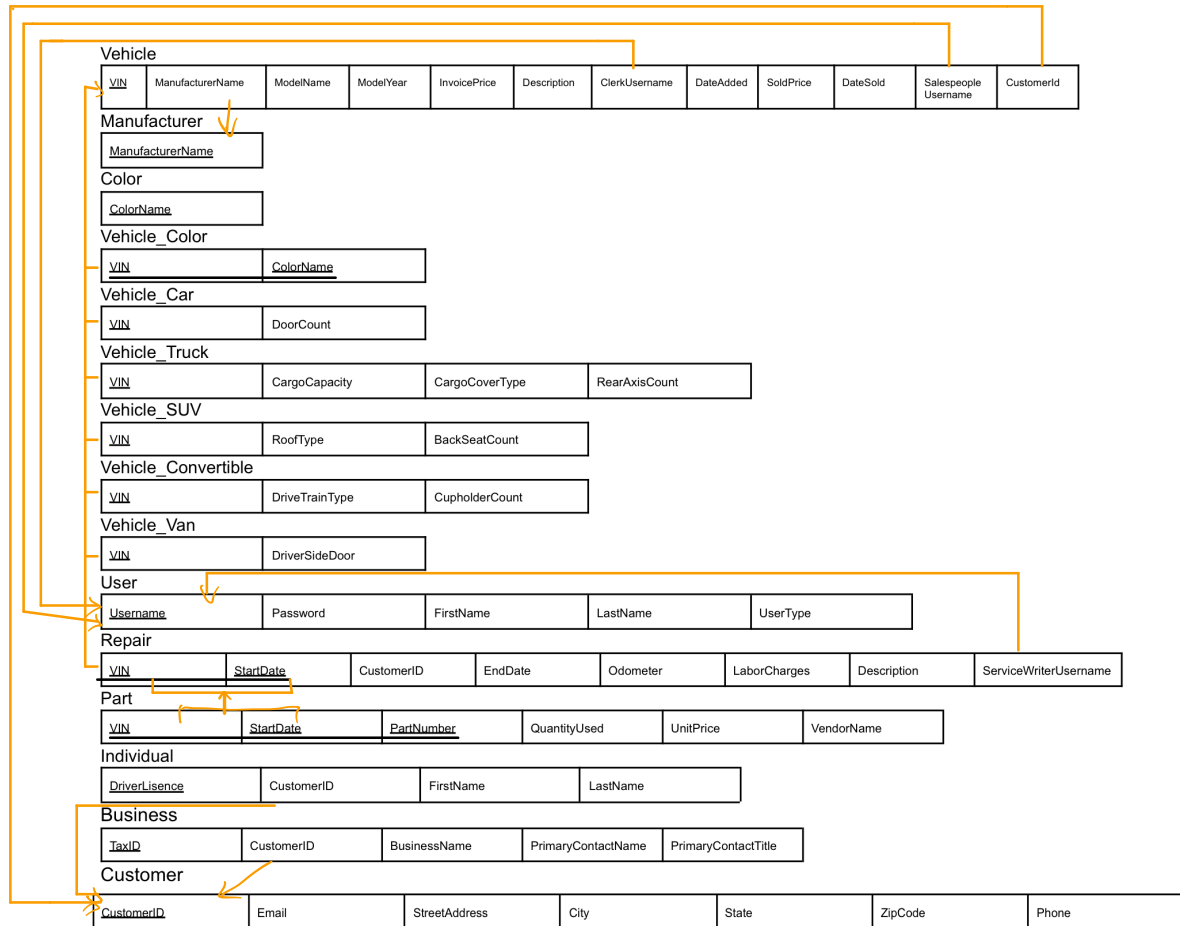 Vehicle
VIN ManufacturerName ModelName ModelYear InvoicePrice Description ClerkUsername DateAdded SoldPrice DateSold Salespeople Username CustomerId
Manufacturer
ManufacturerName
Color
ColorName
Vehicle_Color
VIN ColorName
Vehicle_Car
VIN DoorCount
Vehicle_Truck
VIN CargoCapacity CargoCoverType RearAxisCount
Vehicle_SUV
VIN RoofType BackSeatCount
Vehicle_Convertible
VIN DriveTrainType CupholderCount
Vehicle_Van
VIN DriverSideDoor
User
Username Password FirstName LastName UserType
Repair
VIN StartDate CustomerID EndDate Odometer LaborCharges Description ServiceWriterUsername
Part
VIN StartDate PartNumber QuantityUsed UnitPrice VendorName
Individual
DriverLisence CustomerID FirstName LastName
Business
TaxID CustomerID BusinessName PrimaryContactName PrimaryContactTitle
Customer
CustomerID Email StreetAddress City State ZipCode Phone